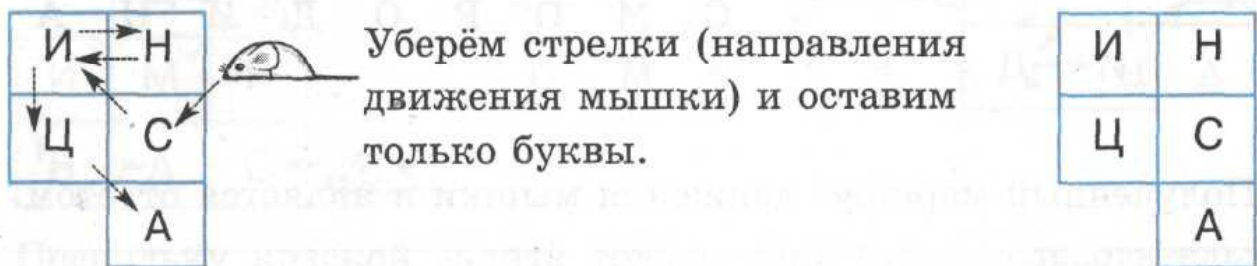 И Н
Ц С
А
Уберём стрелки (направления
движения мышки) и оставим
только буквы.
И Н
Ц С
А